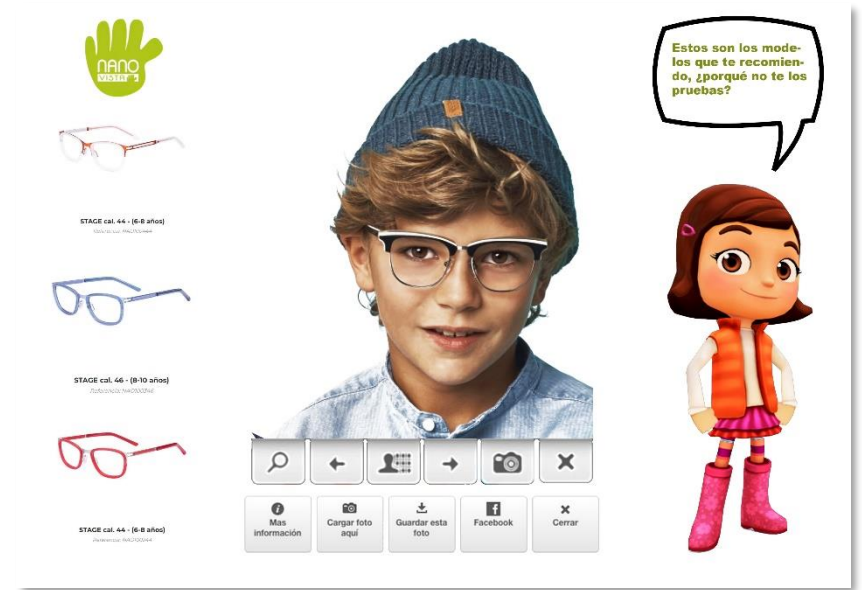 NANO
VISTA
STAGE cal. 44 - (6-8 años)
STAGE cal. 46 - (8-10 años)
STAGE cal. 44 - (6-8 años)
Estos son los mode-
los que te recomien-
do, ¿porqué no te los
pruebas?
Mas
información
Cargar foto
aquí
Guardar esta
foto
Facebook
Cerrar